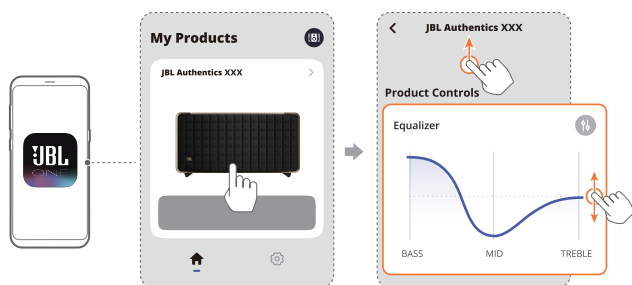 JBL
ONE
My Products
JBL Authentics XXX
JBL Authentics XXX
Product Controls
Equalizer
BASS MID TREBLE